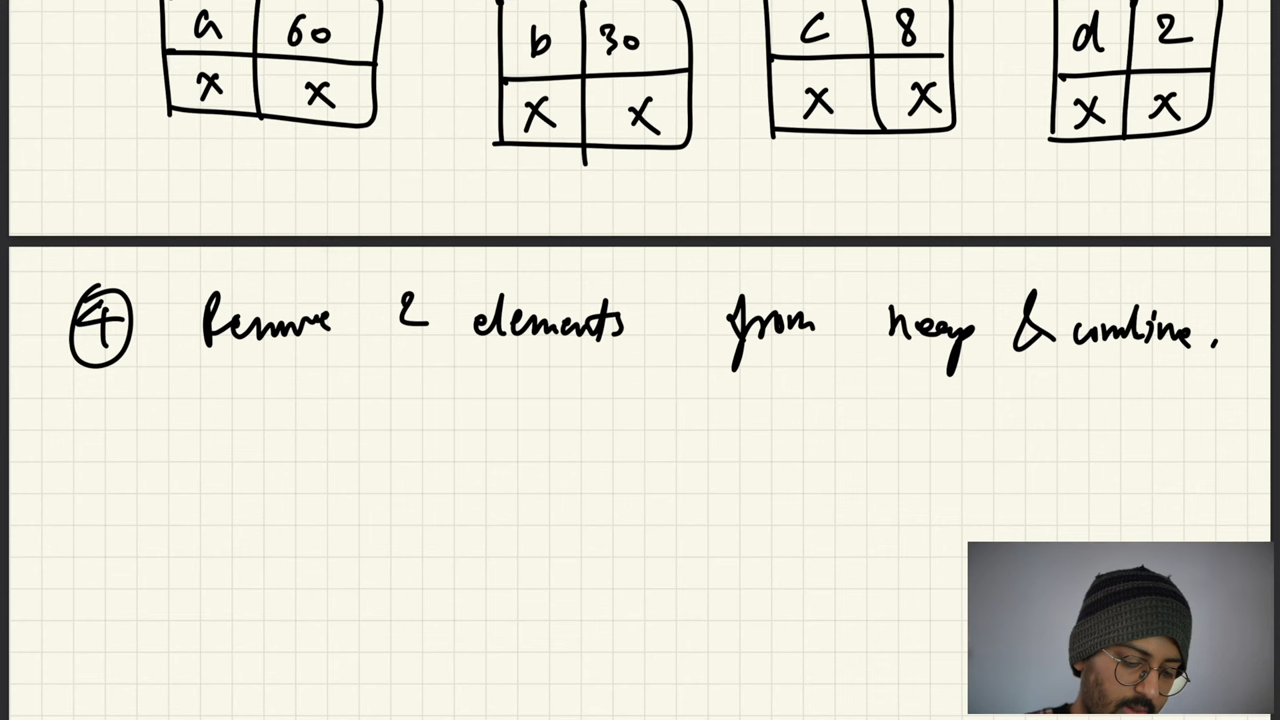 a 60 b 30 c 8 d 2
x x x x x x x x
4 Remove 2 elements from heap & combine.